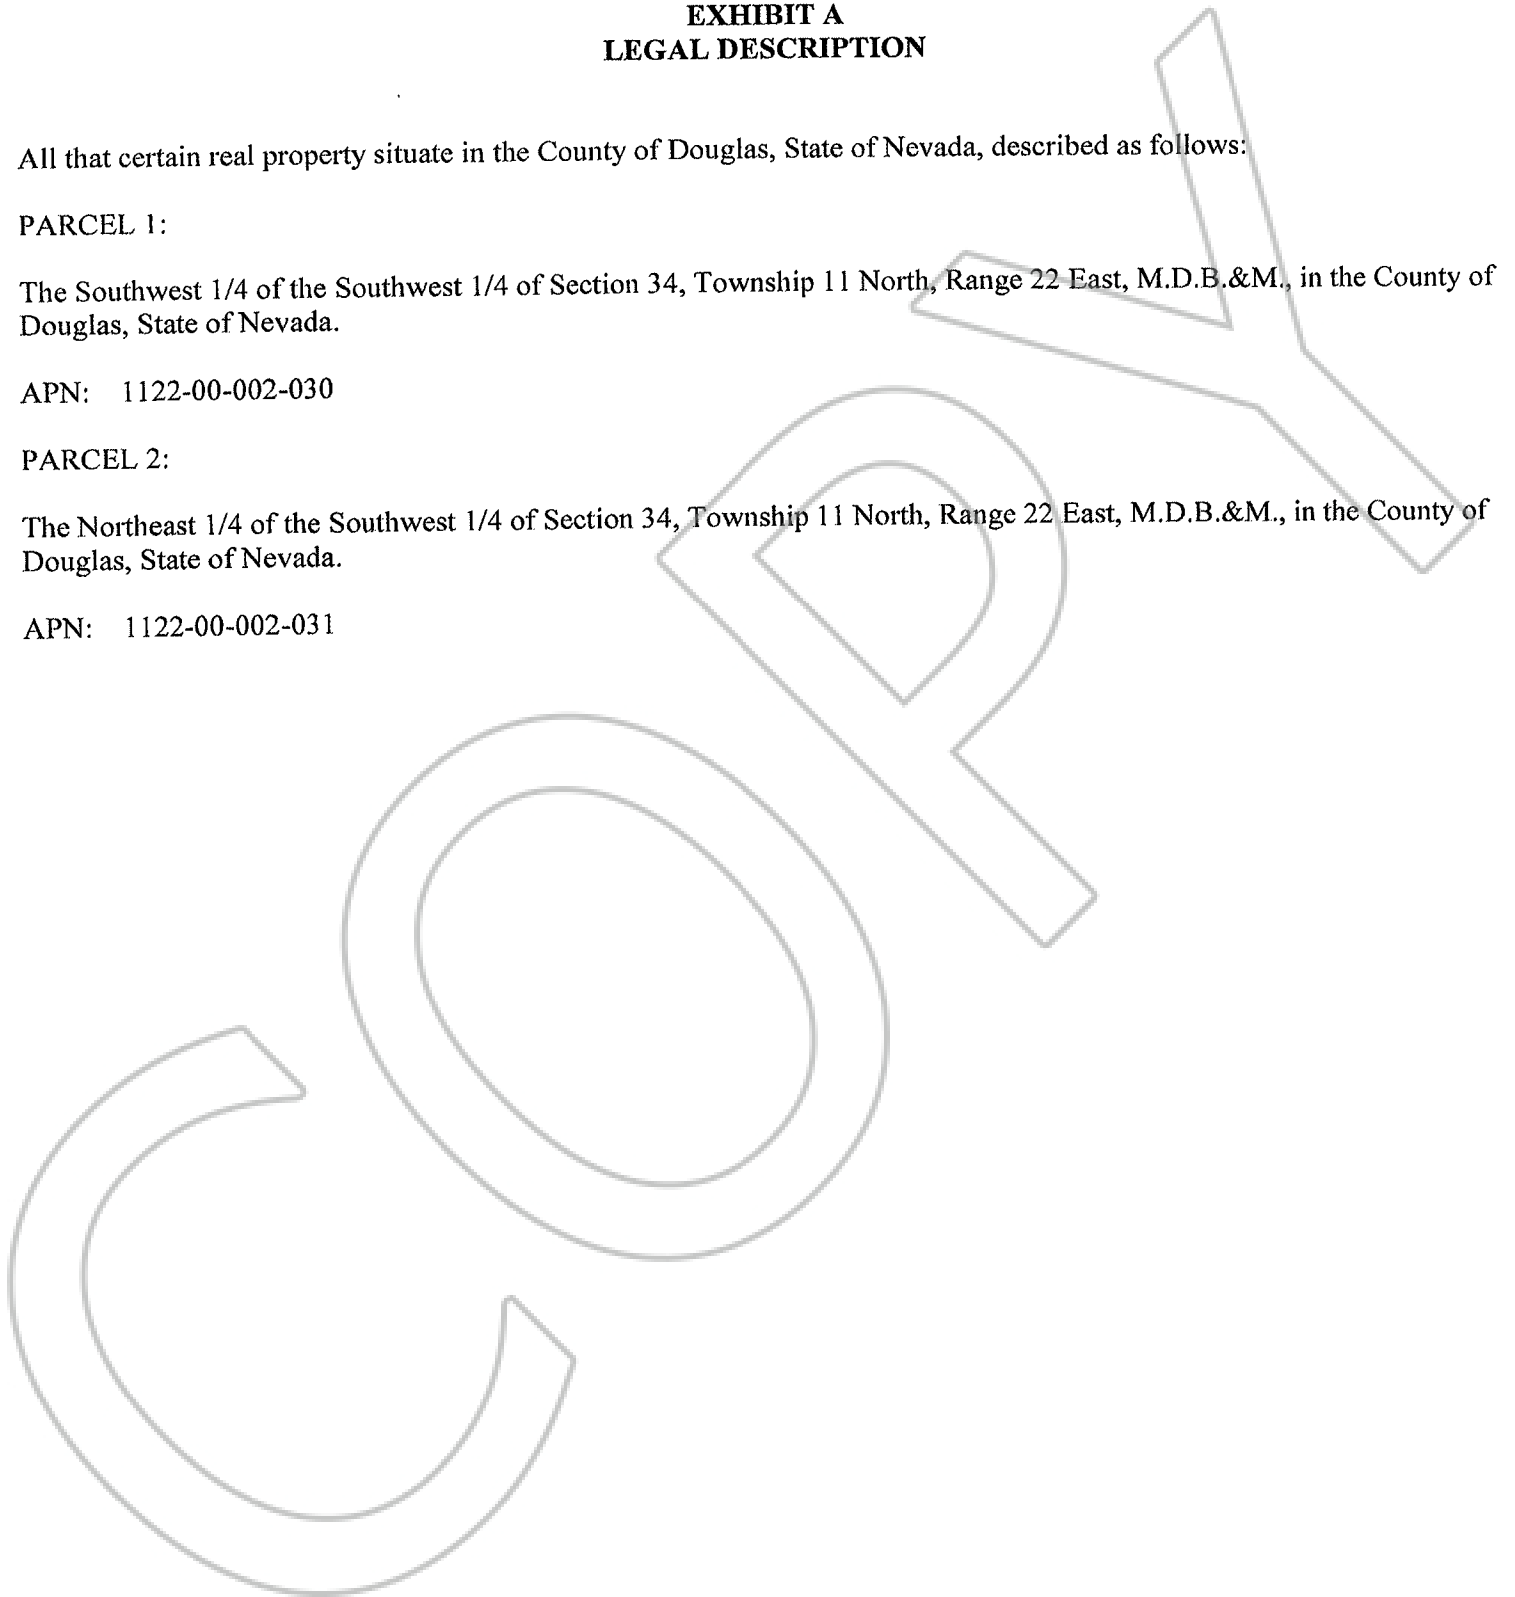 EXHIBIT A
LEGAL DESCRIPTION
All that certain real property situate in the County of Douglas, State of Nevada, described as follows:
PARCEL 1:
The Southwest 1/4 of the Southwest 1/4 of Section 34, Township 11 North, Range 22 East, M.D.B.&M., in the County of
Douglas, State of Nevada.
APN: 1122-00-002-030
PARCEL 2:
The Northeast 1/4 of the Southwest 1/4 of Section 34, Township 11 North, Range 22 East, M.D.B.&M., in the County of
Douglas, State of Nevada.
APN: 1122-00-002-031
COPY